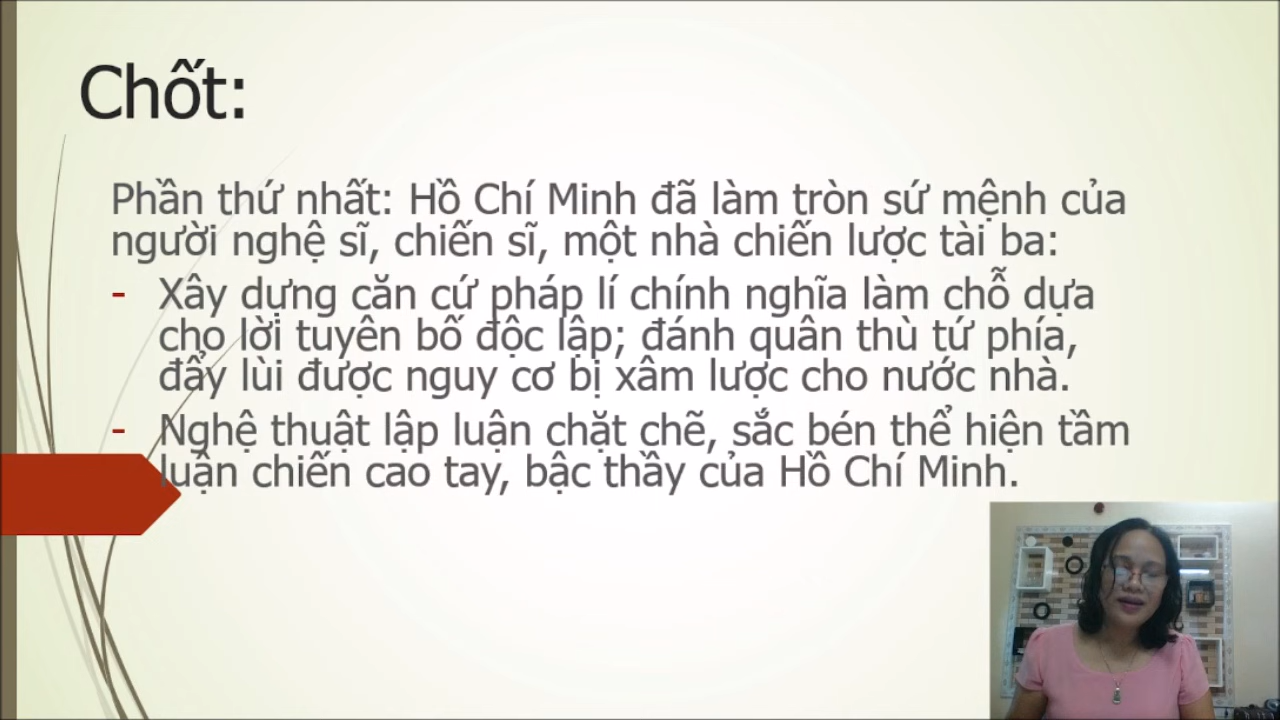 Chốt:
Phần thứ nhất: Hồ Chí Minh đã làm tròn sứ mệnh của
người nghệ sĩ, chiến sĩ, một nhà chiến lược tài ba:
- Xây dựng căn cứ pháp lí chính nghĩa làm chỗ dựa
cho lời tuyên bố độc lập; đánh quân thù tứ phía,
đẩy lùi được nguy cơ bị xâm lược cho nước nhà.
- Nghệ thuật lập luận chặt chẽ, sắc bén thể hiện tầm
luận chiến cao tay, bậc thầy của Hồ Chí Minh.